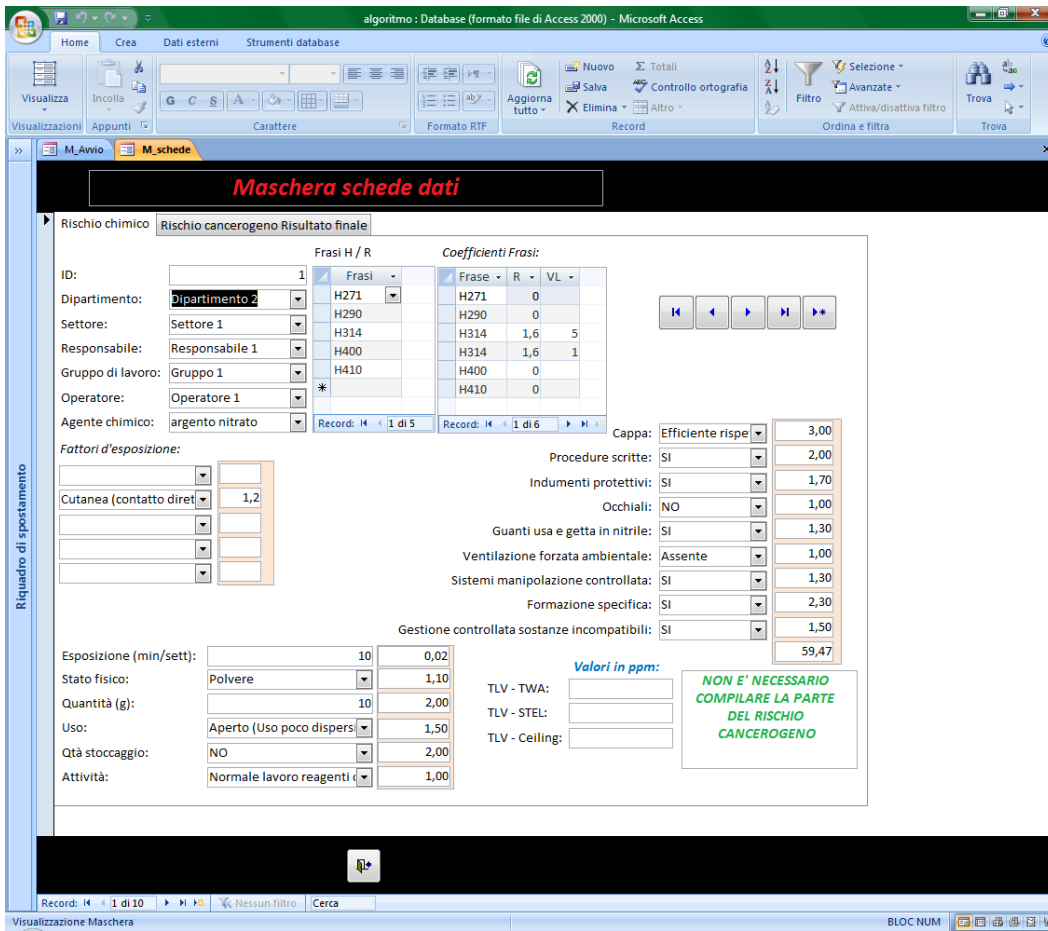 algoritmo : Database (formato file di Access 2000) - Microsoft Access
Home Crea Dati esterni Strumenti database
Visualizza
Incolla
G C S A
ab
Aggiorna tutto
Nuovo
Salva
Elimina
Σ Totali
ABC Controllo ortografia
Altro
A Z
Z A
Filtro
Selezione
Avanzate
Attiva/disattiva filtro
Trova
ab ac
Visualizzazioni Appunti Carattere Formato RTF Record Ordina e filtra Trova
» M_Avvio M_schede
Riquadro di spostamento
Maschera schede dati
Rischio chimico Rischio cancerogeno Risultato finale
Frasi H / R
Coefficienti Frasi:
ID: 1
Dipartimento: Dipartimento 2
Settore: Settore 1
Responsabile: Responsabile 1
Gruppo di lavoro: Gruppo 1
Operatore: Operatore 1
Agente chimico: argento nitrato
Frasi
H271
H290
H314
H400
H410
Record: 1 di 5
Frase R VL
H271 0
H290 0
H314 1,6 5
H314 1,6 1
H400 0
H410 0
Record: 1 di 6
Fattori d'esposizione:
Cutanea (contatto diret 1,2
Cappa: Efficiente rispe 3,00
Procedure scritte: SI 2,00
Indumenti protettivi: SI 1,70
Occhiali: NO 1,00
Guanti usa e getta in nitrile: SI 1,30
Ventilazione forzata ambientale: Assente 1,00
Sistemi manipolazione controllata: SI 1,30
Formazione specifica: SI 2,30
Gestione controllata sostanze incompatibili: SI 1,50
59,47
Esposizione (min/sett): 10 0,02
Stato fisico: Polvere 1,10
Quantità (g): 10 2,00
Uso: Aperto (Uso poco dispersi 1,50
Qtà stoccaggio: NO 2,00
Attività: Normale lavoro reagenti 1,00
Valori in ppm:
TLV - TWA:
TLV - STEL:
TLV - Ceiling:
NON E' NECESSARIO
COMPILARE LA PARTE
DEL RISCHIO
CANCEROGENO
Record: 1 di 10 Nessun filtro Cerca
Visualizzazione Maschera BLOC NUM